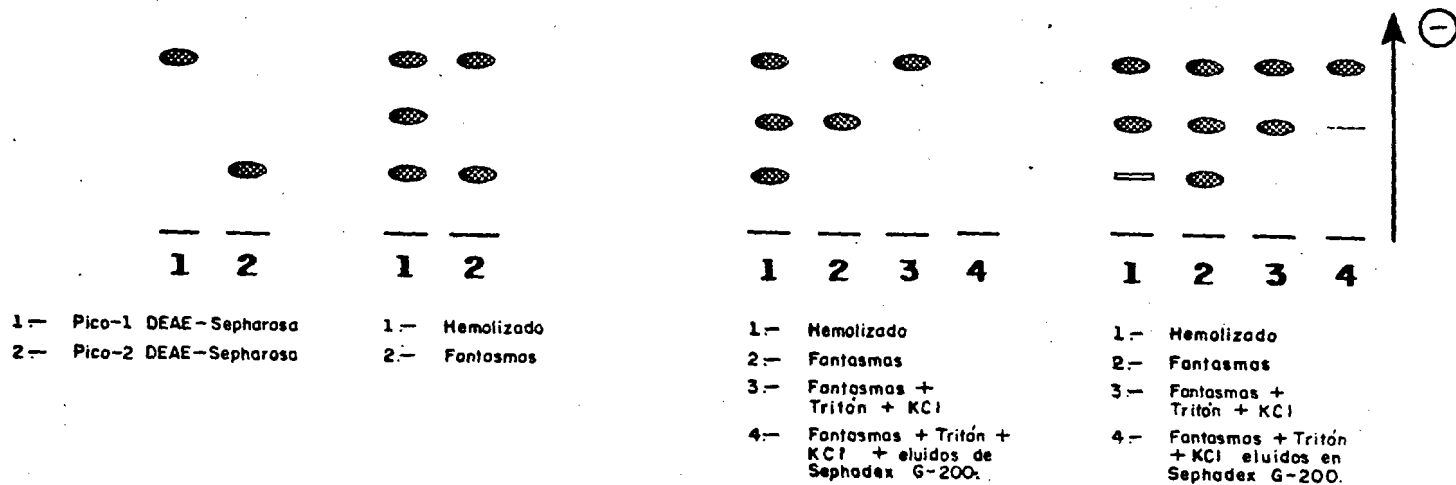 −
1 2
1 2
1 2 3 4
1 2 3 4
1.- Pico-1 DEAE-Sepharosa
2.- Pico-2 DEAE-Sepharosa
1.- Hemolizado
2.- Fantasmas
1.- Hemolizado
2.- Fantasmas
3.- Fantasmas +
Tritón + KCl
4.- Fantasmas + Tritón +
KCl + eluidos de
Sephadex G-200.
1.- Hemolizado
2.- Fantasmas
3.- Fantasmas +
Tritón + KCl
4.- Fantasmas + Tritón
+ KCl eluidos en
Sephadex G-200.